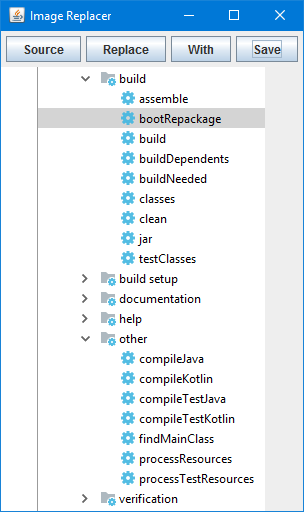 Image Replacer
Source Replace With Save
build
assemble
bootRepackage
build
buildDependents
buildNeeded
classes
clean
jar
testClasses
build setup
documentation
help
other
compileJava
compileKotlin
compileTestJava
compileTestKotlin
findMainClass
processResources
processTestResources
verification